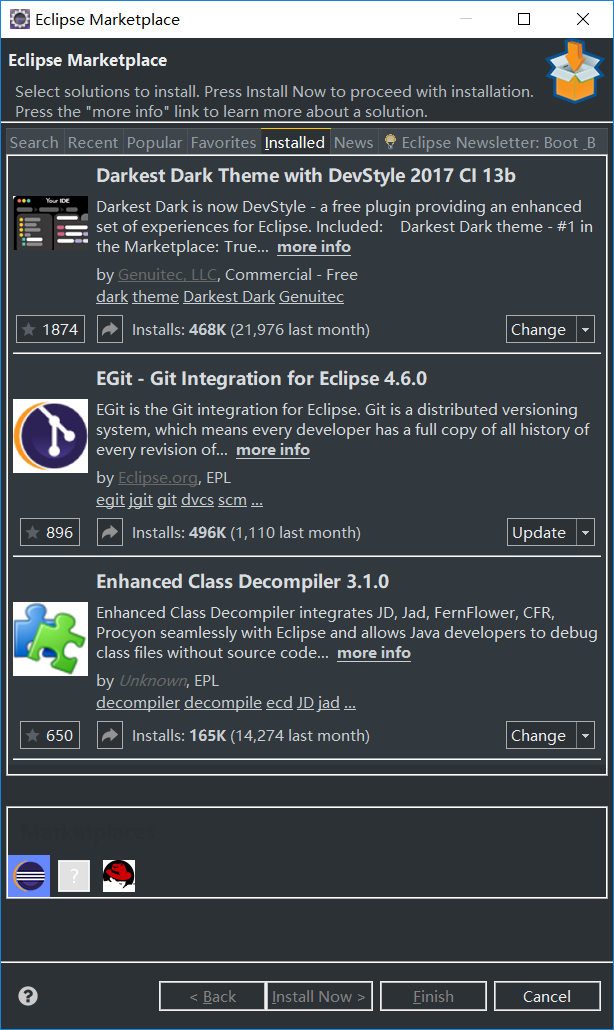 Eclipse Marketplace
Eclipse Marketplace
Select solutions to install. Press Install Now to proceed with installation.
Press the "more info" link to learn more about a solution.
Search Recent Popular Favorites Installed News Eclipse Newsletter: Boot _B
Darkest Dark Theme with DevStyle 2017 CI 13b
Your IDE
Darkest Dark is now DevStyle - a free plugin providing an enhanced
set of experiences for Eclipse. Included:    Darkest Dark theme - #1 in
the Marketplace: True... more info
by Genuitec, LLC, Commercial - Free
dark theme Darkest Dark Genuitec
1874 Installs: 468K (21,976 last month) Change
EGit - Git Integration for Eclipse 4.6.0
EGit is the Git integration for Eclipse. Git is a distributed versioning
system, which means every developer has a full copy of all history of
every revision of... more info
by Eclipse.org, EPL
egit jgit git dvcs scm ...
896 Installs: 496K (1,110 last month) Update
Enhanced Class Decompiler 3.1.0
Enhanced Class Decompiler integrates JD, Jad, FernFlower, CFR,
Procyon seamlessly with Eclipse and allows Java developers to debug
class files without source code... more info
by Unknown, EPL
decompiler decompile ecd JD jad ...
650 Installs: 165K (14,274 last month) Change
?
? < Back Install Now > Finish Cancel